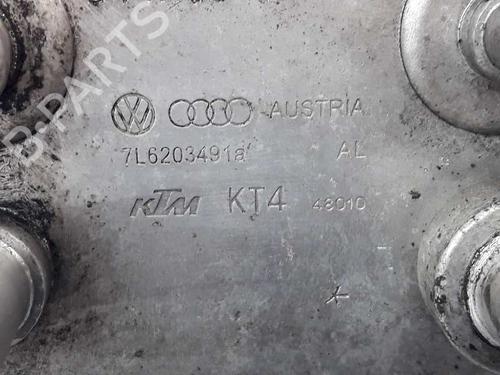 B-PARTS
AUSTRIA
7L6203491a
AL
KTM KT4 48010